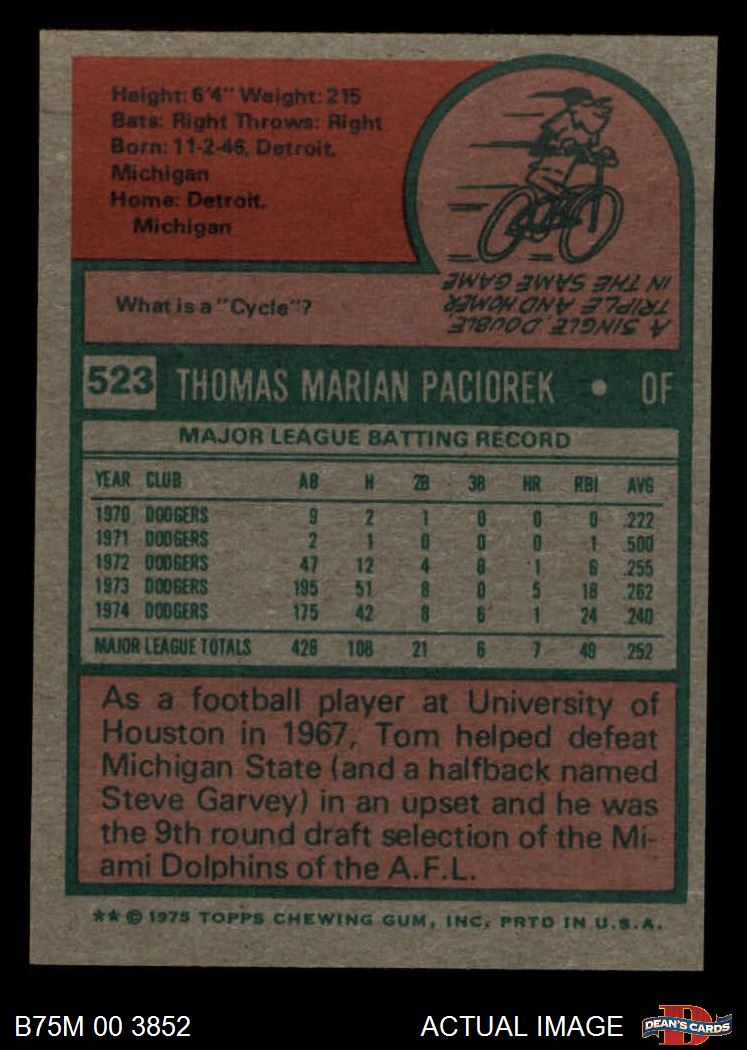 Height: 6'4" Weight: 215
Bats: Right Throws: Right
Born: 11-2-46, Detroit,
Michigan
Home: Detroit,
Michigan
What is a "Cycle"?
A SINGLE, DOUBLE,
TRIPLE AND HOMER
IN THE SAME GAME
523 THOMAS MARIAN PACIOREK • OF
MAJOR LEAGUE BATTING RECORD
YEAR CLUB AB H 2B 3B HR RBI AVG
1970 DODGERS 9 2 1 0 0 0 .222
1971 DODGERS 2 1 0 0 0 1 .500
1972 DODGERS 47 12 4 0 1 6 .255
1973 DODGERS 195 51 8 0 5 18 .262
1974 DODGERS 175 42 8 6 1 24 .240
MAJOR LEAGUE TOTALS 428 108 21 6 7 49 .252
As a football player at University of
Houston in 1967, Tom helped defeat
Michigan State (and a halfback named
Steve Garvey) in an upset and he was
the 9th round draft selection of the Mi-
ami Dolphins of the A.F.L.
** © 1975 TOPPS CHEWING GUM, INC. PRTD IN U.S.A.
B75M 00 3852 ACTUAL IMAGE
DEAN'S CARDS